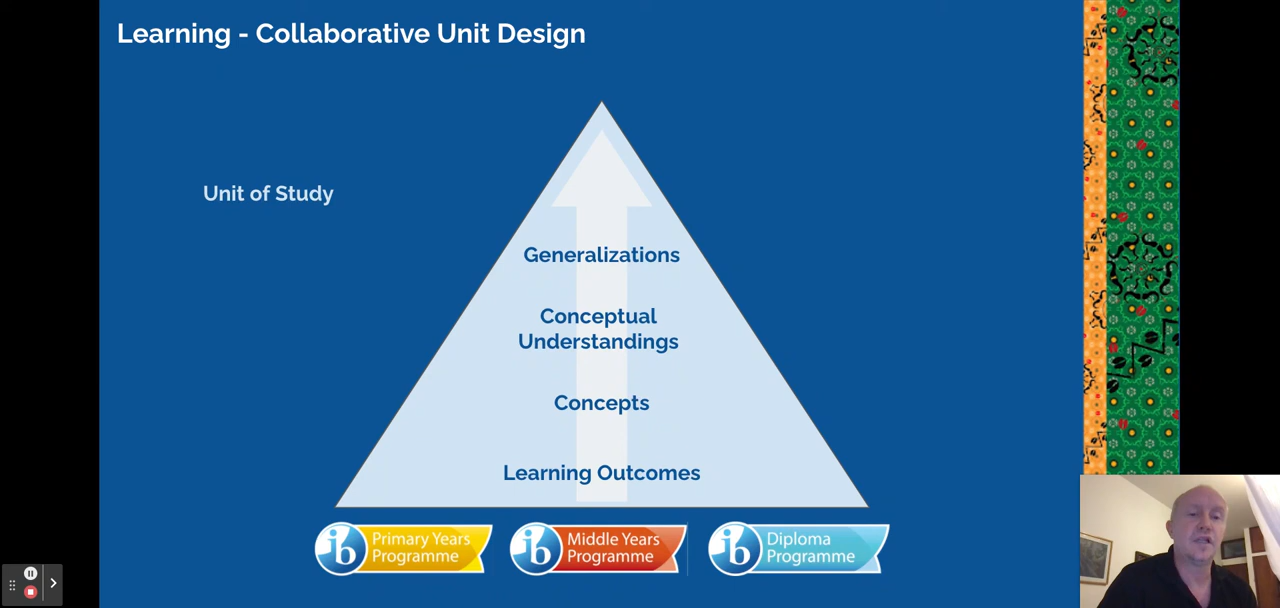 Learning - Collaborative Unit Design
Unit of Study
Generalizations
Conceptual
Understandings
Concepts
Learning Outcomes
ib
Primary Years
Programme
ib
Middle Years
Programme
ib
Diploma
Programme